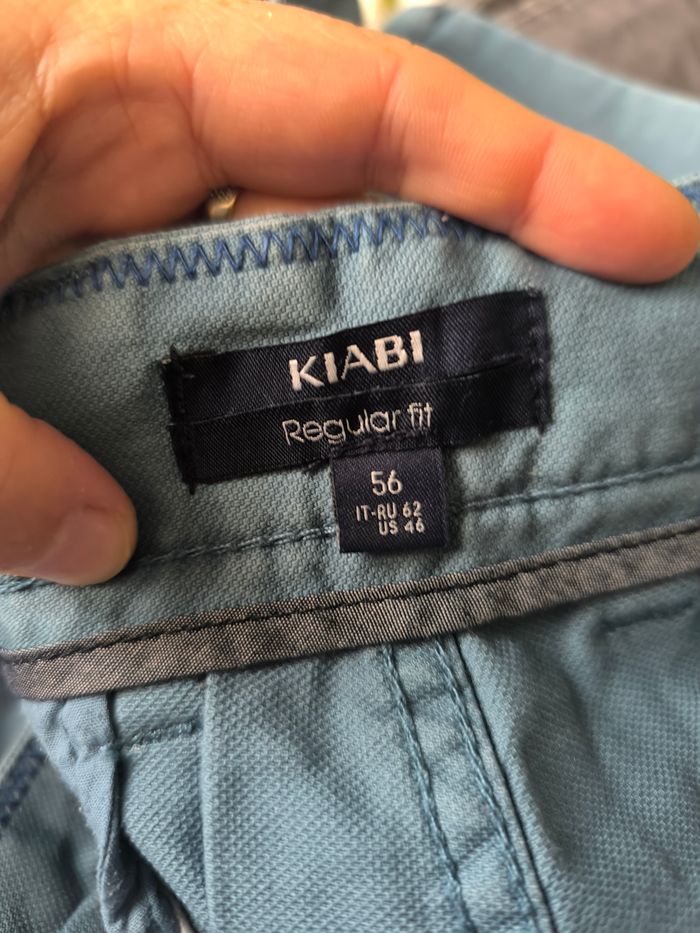 KIABI
Regular fit
56
IT-RU 62
US 46